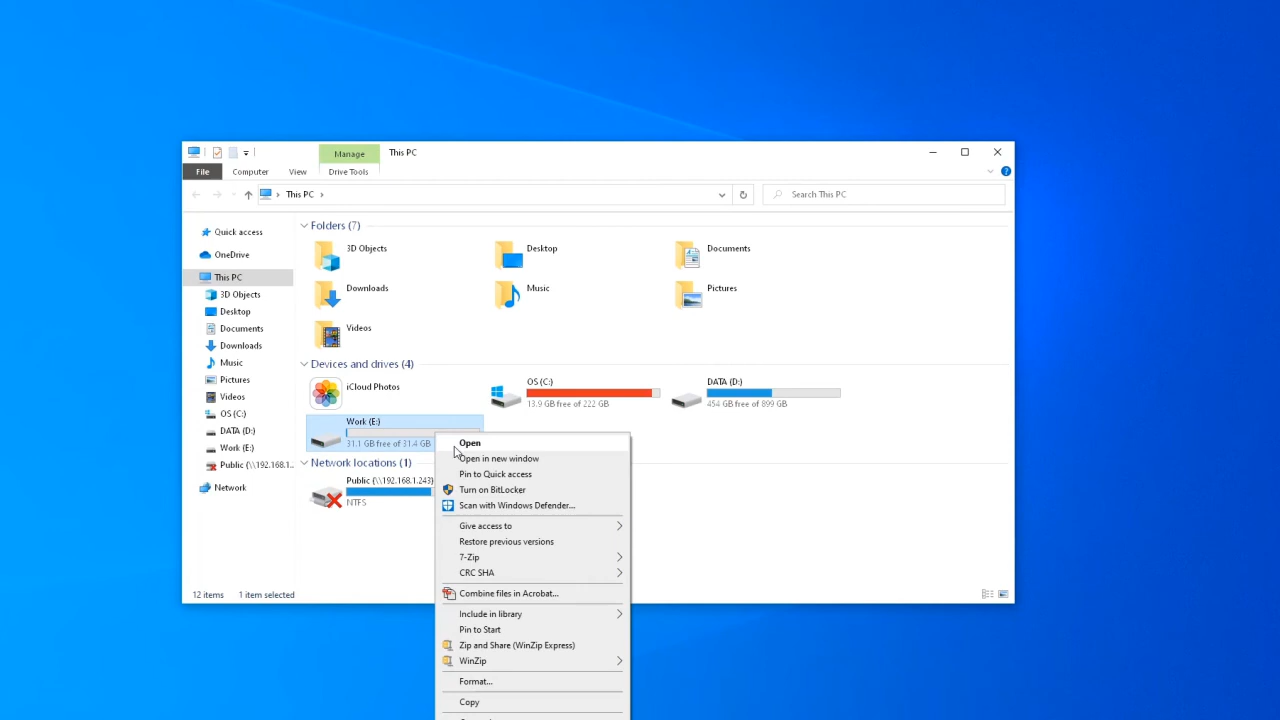 Manage
This PC
File
Computer
View
Drive Tools
This PC
Search This PC
Quick access
OneDrive
This PC
3D Objects
Desktop
Documents
Downloads
Music
Pictures
Videos
OS (C:)
DATA (D:)
Work (E:)
Public (\\192.168.1...
Network
Folders (7)
3D Objects
Desktop
Documents
Downloads
Music
Pictures
Videos
Devices and drives (4)
iCloud Photos
OS (C:)
13.9 GB free of 222 GB
DATA (D:)
454 GB free of 899 GB
Work (E:)
31.1 GB free of 31.4 GB
Network locations (1)
Public (\\192.168.1.243)
NTFS
Open
Open in new window
Pin to Quick access
Turn on BitLocker
Scan with Windows Defender...
Give access to
Restore previous versions
7-Zip
CRC SHA
Combine files in Acrobat...
Include in library
Pin to Start
Zip and Share (WinZip Express)
WinZip
Format...
Copy
12 items
1 item selected